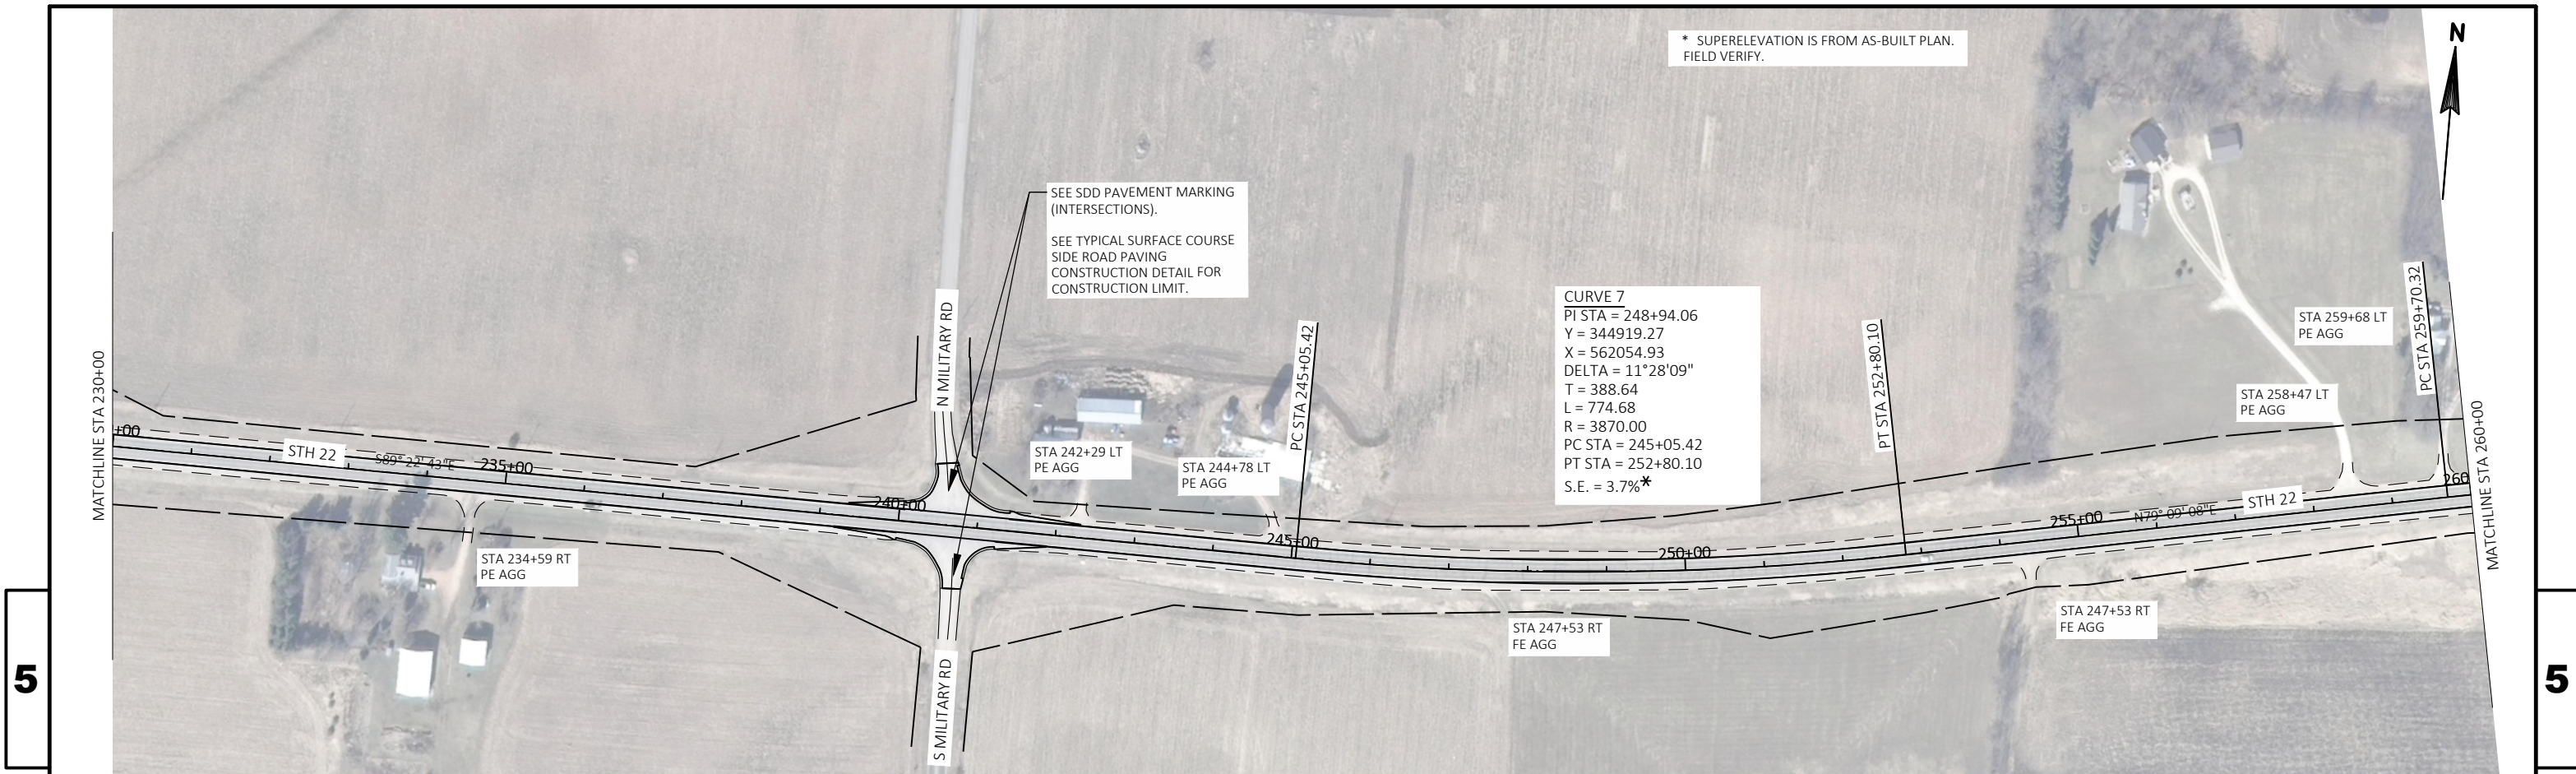 * SUPERELEVATION IS FROM AS-BUILT PLAN.
FIELD VERIFY.
N
SEE SDD PAVEMENT MARKING
(INTERSECTIONS).
SEE TYPICAL SURFACE COURSE
SIDE ROAD PAVING
CONSTRUCTION DETAIL FOR
CONSTRUCTION LIMIT.
CURVE 7
PI STA = 248+94.06
Y = 344919.27
X = 562054.93
DELTA = 11°28'09"
T = 388.64
L = 774.68
R = 3870.00
PC STA = 245+05.42
PT STA = 252+80.10
S.E. = 3.7%*
MATCHLINE STA 230+00
+00
STH 22
S89° 22' 43"E
235+00
STA 234+59 RT
PE AGG
240+00
N MILITARY RD
S MILITARY RD
STA 242+29 LT
PE AGG
STA 244+78 LT
PE AGG
PC STA 245+05.42
245+00
STA 247+53 RT
FE AGG
250+00
PT STA 252+80.10
255+00
N79° 09' 08"E
STH 22
STA 247+53 RT
FE AGG
STA 258+47 LT
PE AGG
STA 259+68 LT
PE AGG
PC STA 259+70.32
260
MATCHLINE STA 260+00
5
5